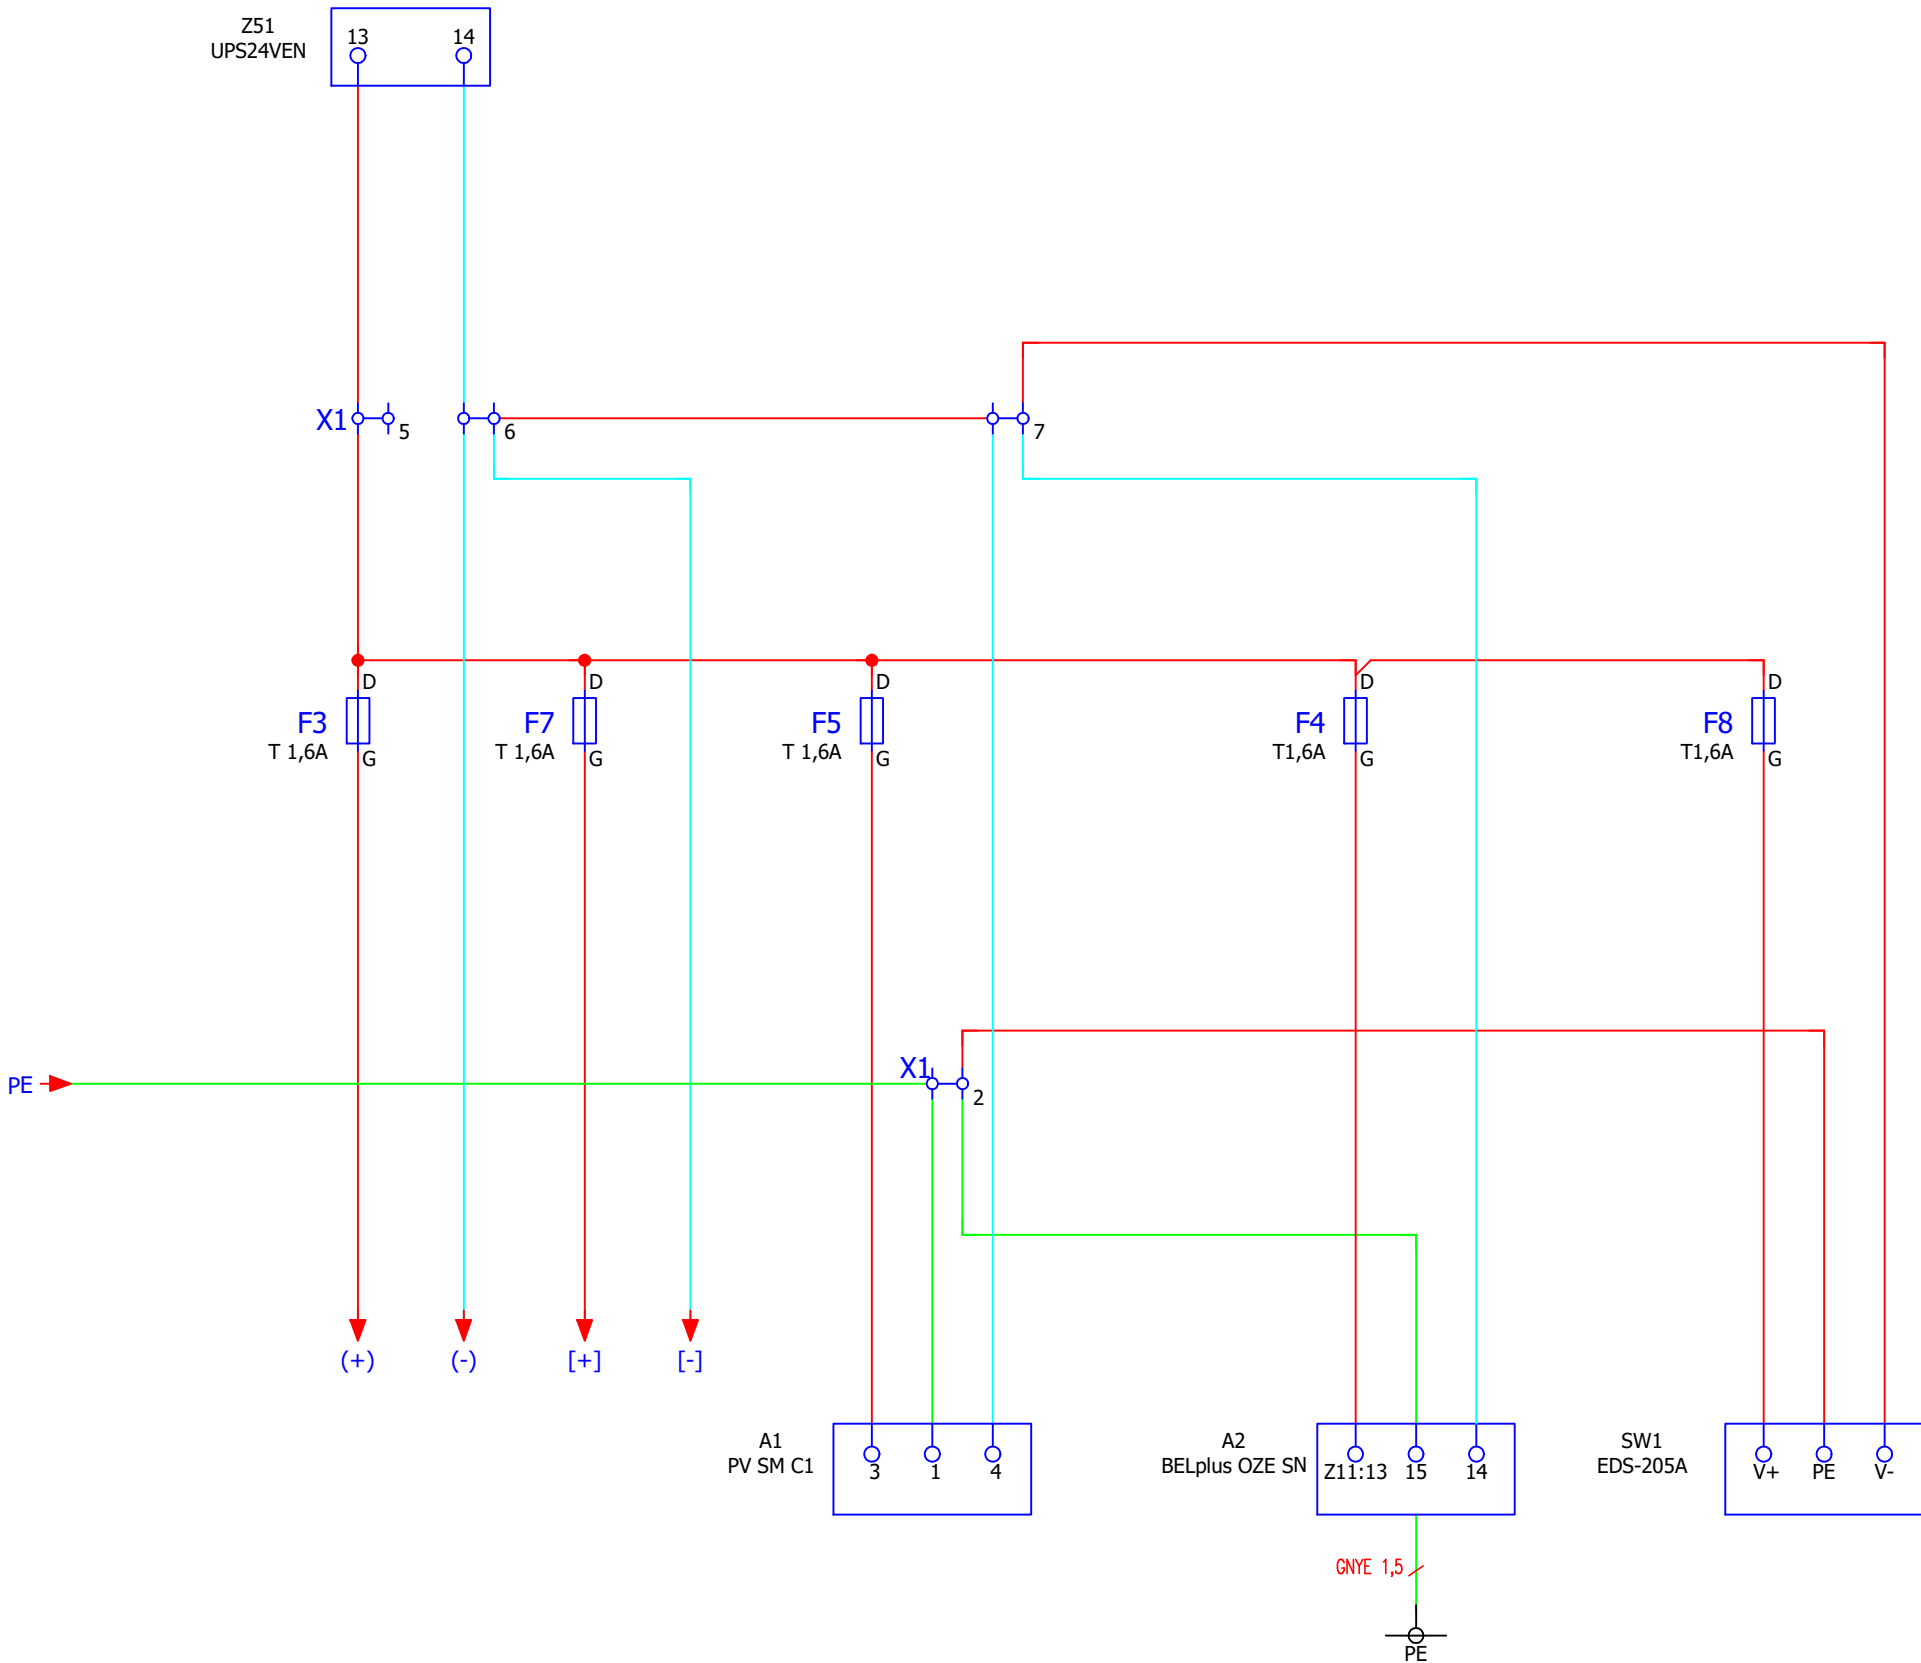 Z51
UPS24VEN
13
14
X1
5
6
7
D
D
D
D
D
F3
F7
F5
F4
F8
T 1,6A
T 1,6A
T 1,6A
T1,6A
T1,6A
G
G
G
G
G
X1
PE
2
(+)
(-)
[+]
[-]
A1
PV SM C1
3
1
4
A2
BELplus OZE SN
Z11:13
15
14
SW1
EDS-205A
V+
PE
V-
GNYE 1,5
PE